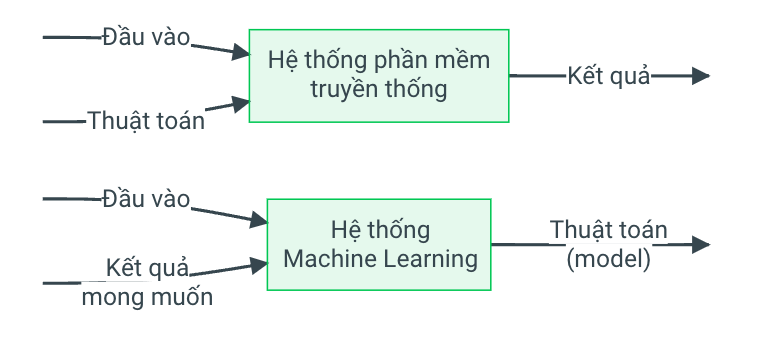 Đầu vào
Hệ thống phần mềm
truyền thống
Kết quả
Thuật toán
Đầu vào
Hệ thống
Machine Learning
Thuật toán
(model)
Kết quả
mong muốn